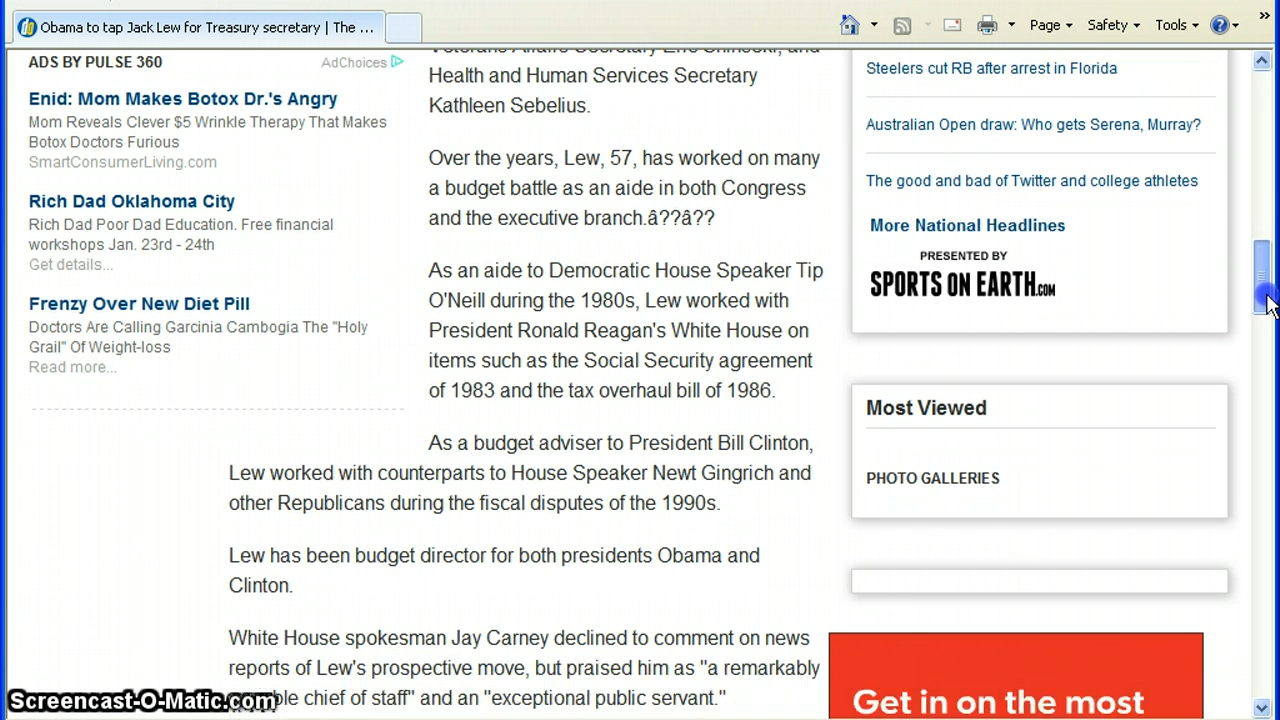 Obama to tap Jack Lew for Treasury secretary | The ...
Page
Safety
Tools
ADS BY PULSE 360
AdChoices
Enid: Mom Makes Botox Dr.'s Angry
Mom Reveals Clever $5 Wrinkle Therapy That Makes
Botox Doctors Furious
SmartConsumerLiving.com
Rich Dad Oklahoma City
Rich Dad Poor Dad Education. Free financial
workshops Jan. 23rd - 24th
Get details...
Frenzy Over New Diet Pill
Doctors Are Calling Garcinia Cambogia The "Holy
Grail" Of Weight-loss
Read more...
Veterans Affairs Secretary Eric Shinseki, and
Health and Human Services Secretary
Kathleen Sebelius.
Over the years, Lew, 57, has worked on many
a budget battle as an aide in both Congress
and the executive branch.â??â??
As an aide to Democratic House Speaker Tip
O'Neill during the 1980s, Lew worked with
President Ronald Reagan's White House on
items such as the Social Security agreement
of 1983 and the tax overhaul bill of 1986.
As a budget adviser to President Bill Clinton,
Lew worked with counterparts to House Speaker Newt Gingrich and
other Republicans during the fiscal disputes of the 1990s.
Lew has been budget director for both presidents Obama and
Clinton.
White House spokesman Jay Carney declined to comment on news
reports of Lew's prospective move, but praised him as "a remarkably
chief of staff" and an "exceptional public servant."
Steelers cut RB after arrest in Florida
Australian Open draw: Who gets Serena, Murray?
The good and bad of Twitter and college athletes
More National Headlines
PRESENTED BY
SPORTS ON EARTH.COM
Most Viewed
PHOTO GALLERIES
Get in on the most
Screencast-O-Matic.com